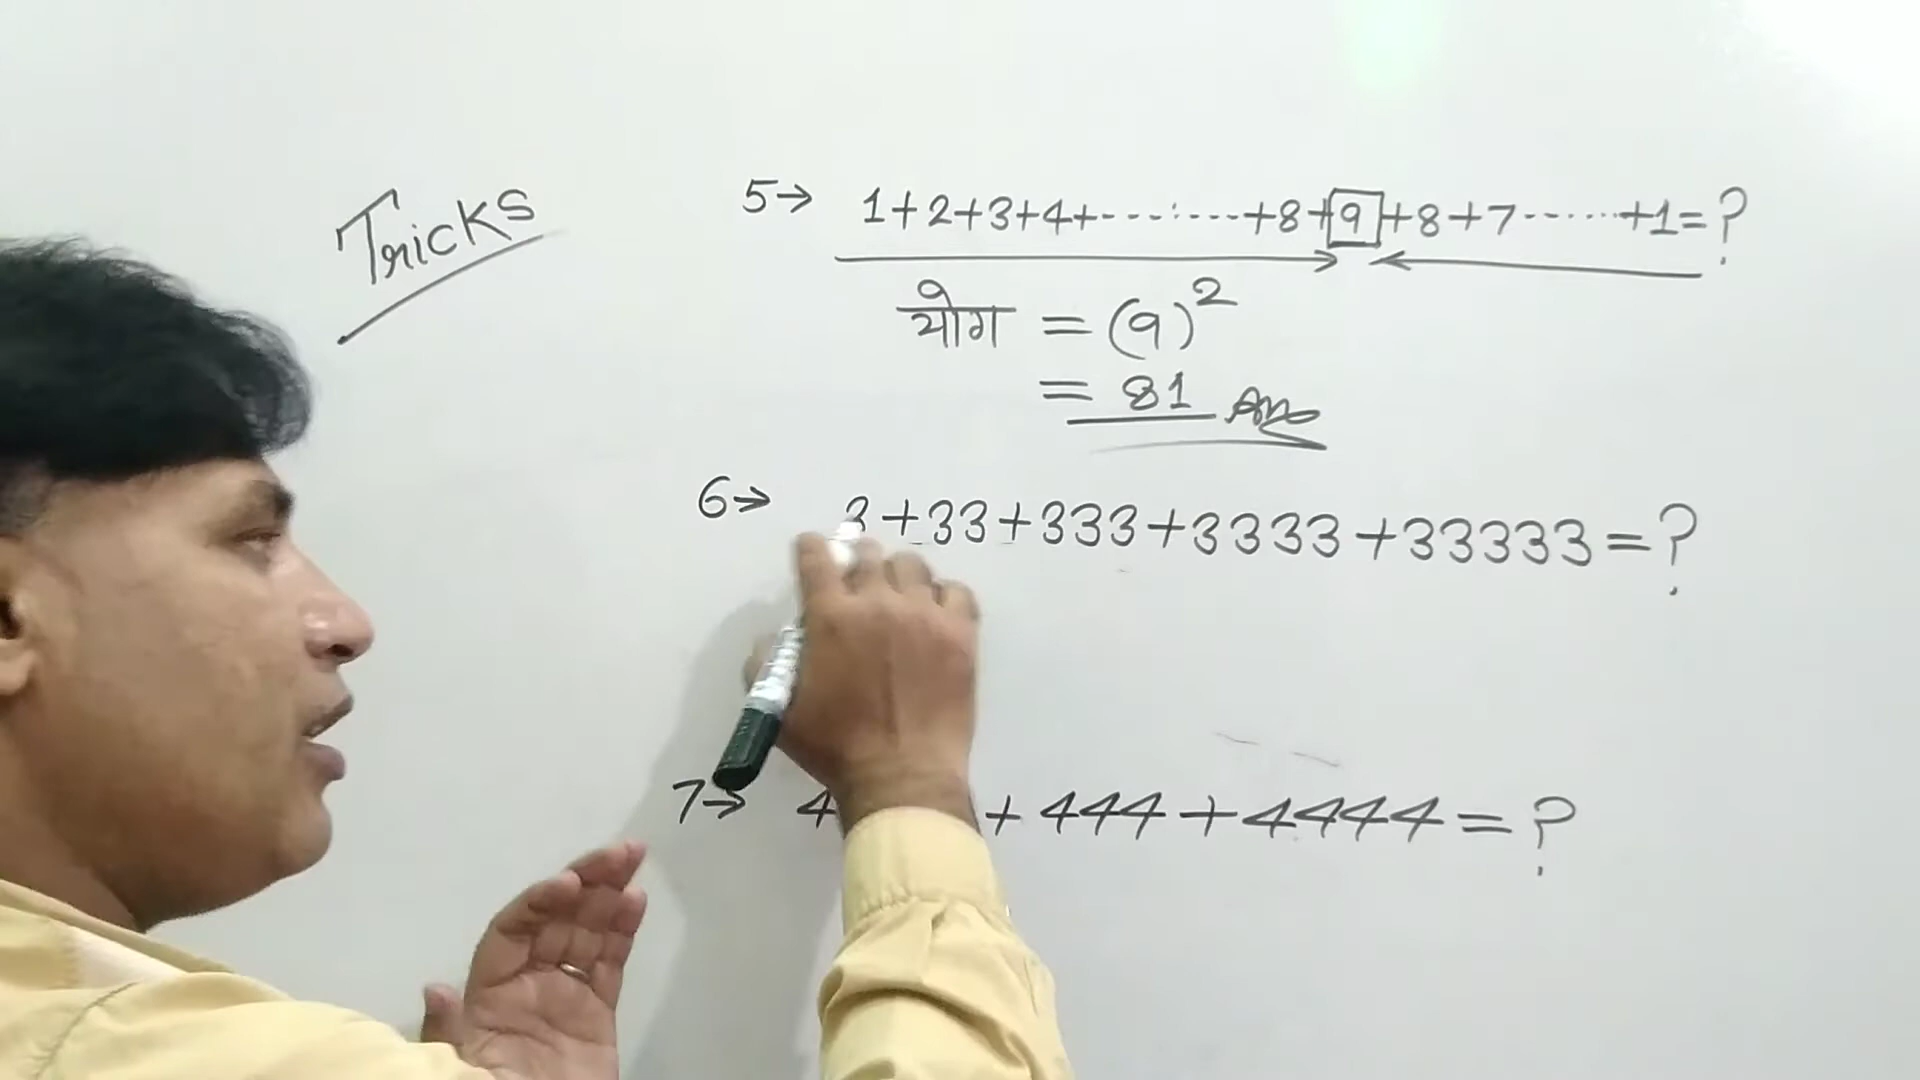 Tricks
5→ 1+2+3+4+-------+8+9+8+7------+1=?
योग = (9)²
= 81 Ans
6→ 3+33+333+3333+33333=?
7→ 4 + 444+4444=?